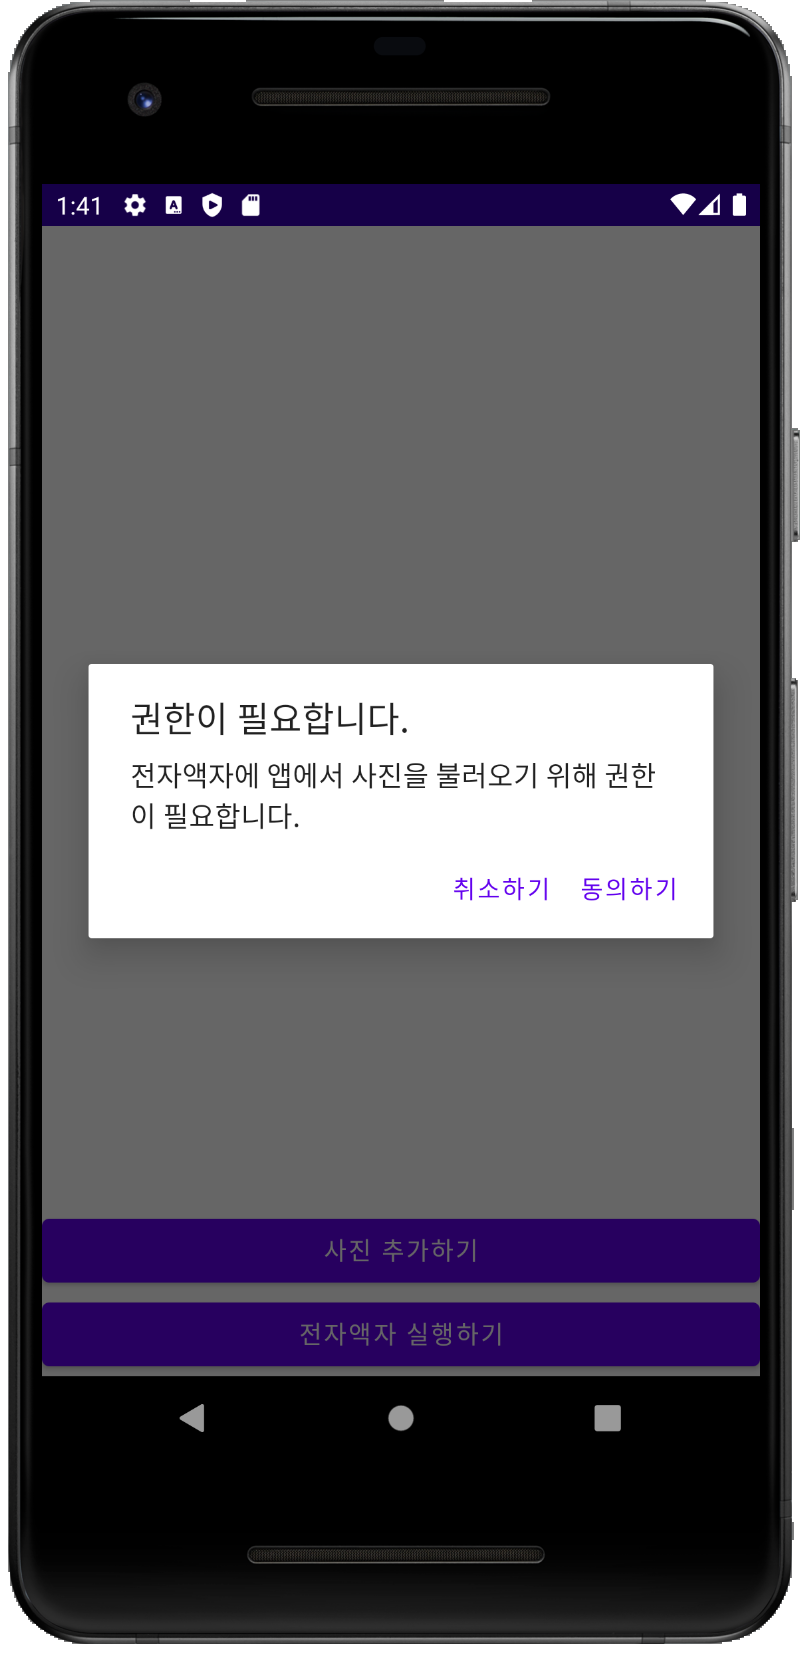 1:41
권한이 필요합니다.
전자액자에 앱에서 사진을 불러오기 위해 권한
이 필요합니다.
취소하기 동의하기
사진 추가하기
전자액자 실행하기